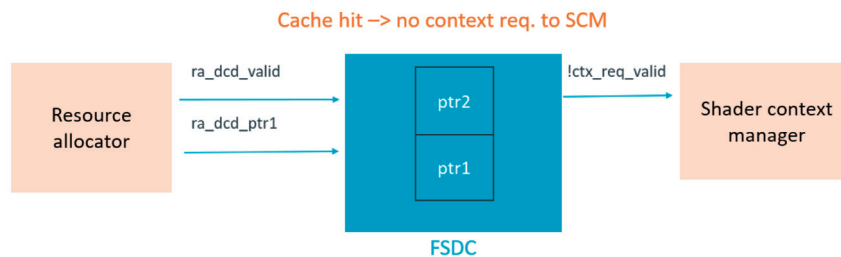 Cache hit –> no context req. to SCM
ra_dcd_valid
!ctx_req_valid
Resource
allocator
ra_dcd_ptr1
ptr2
ptr1
Shader context
manager
FSDC